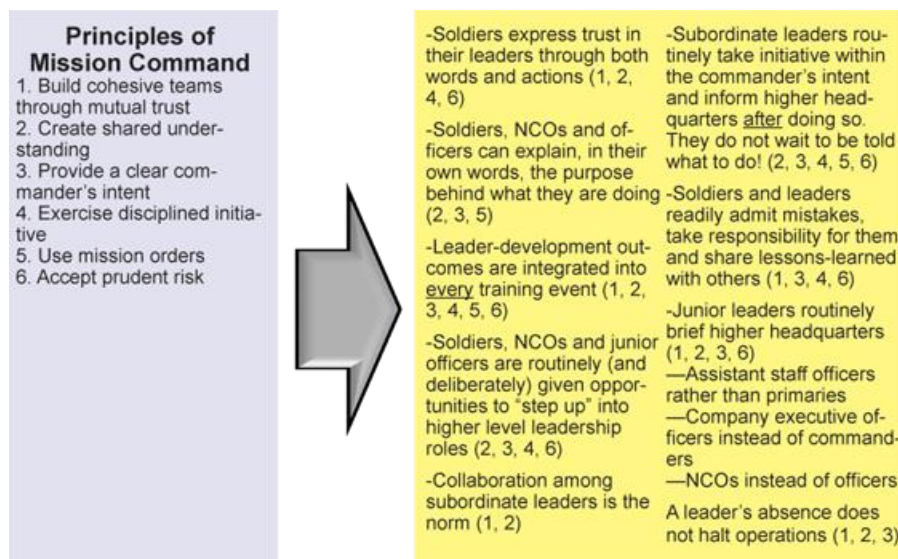 Principles of
Mission Command
1. Build cohesive teams
through mutual trust
2. Create shared under-
standing
3. Provide a clear com-
mander's intent
4. Exercise disciplined initia-
tive
5. Use mission orders
6. Accept prudent risk
-Soldiers express trust in
their leaders through both
words and actions (1, 2,
4, 6)
-Soldiers, NCOs and of-
ficers can explain, in their
own words, the purpose
behind what they are doing
(2, 3, 5)
-Leader-development out-
comes are integrated into
every training event (1, 2,
3, 4, 5, 6)
-Soldiers, NCOs and junior
officers are routinely (and
deliberately) given oppor-
tunities to “step up” into
higher level leadership
roles (2, 3, 4, 6)
-Collaboration among
subordinate leaders is the
norm (1, 2)
-Subordinate leaders rou-
tinely take initiative within
the commander's intent
and inform higher head-
quarters after doing so.
They do not wait to be told
what to do! (2, 3, 4, 5, 6)
-Soldiers and leaders
readily admit mistakes,
take responsibility for them
and share lessons-learned
with others (1, 3, 4, 6)
-Junior leaders routinely
brief higher headquarters
(1, 2, 3, 6)
—Assistant staff officers
rather than primaries
—Company executive of-
ficers instead of command-
ers
—NCOs instead of officers
A leader's absence does
not halt operations (1, 2, 3)